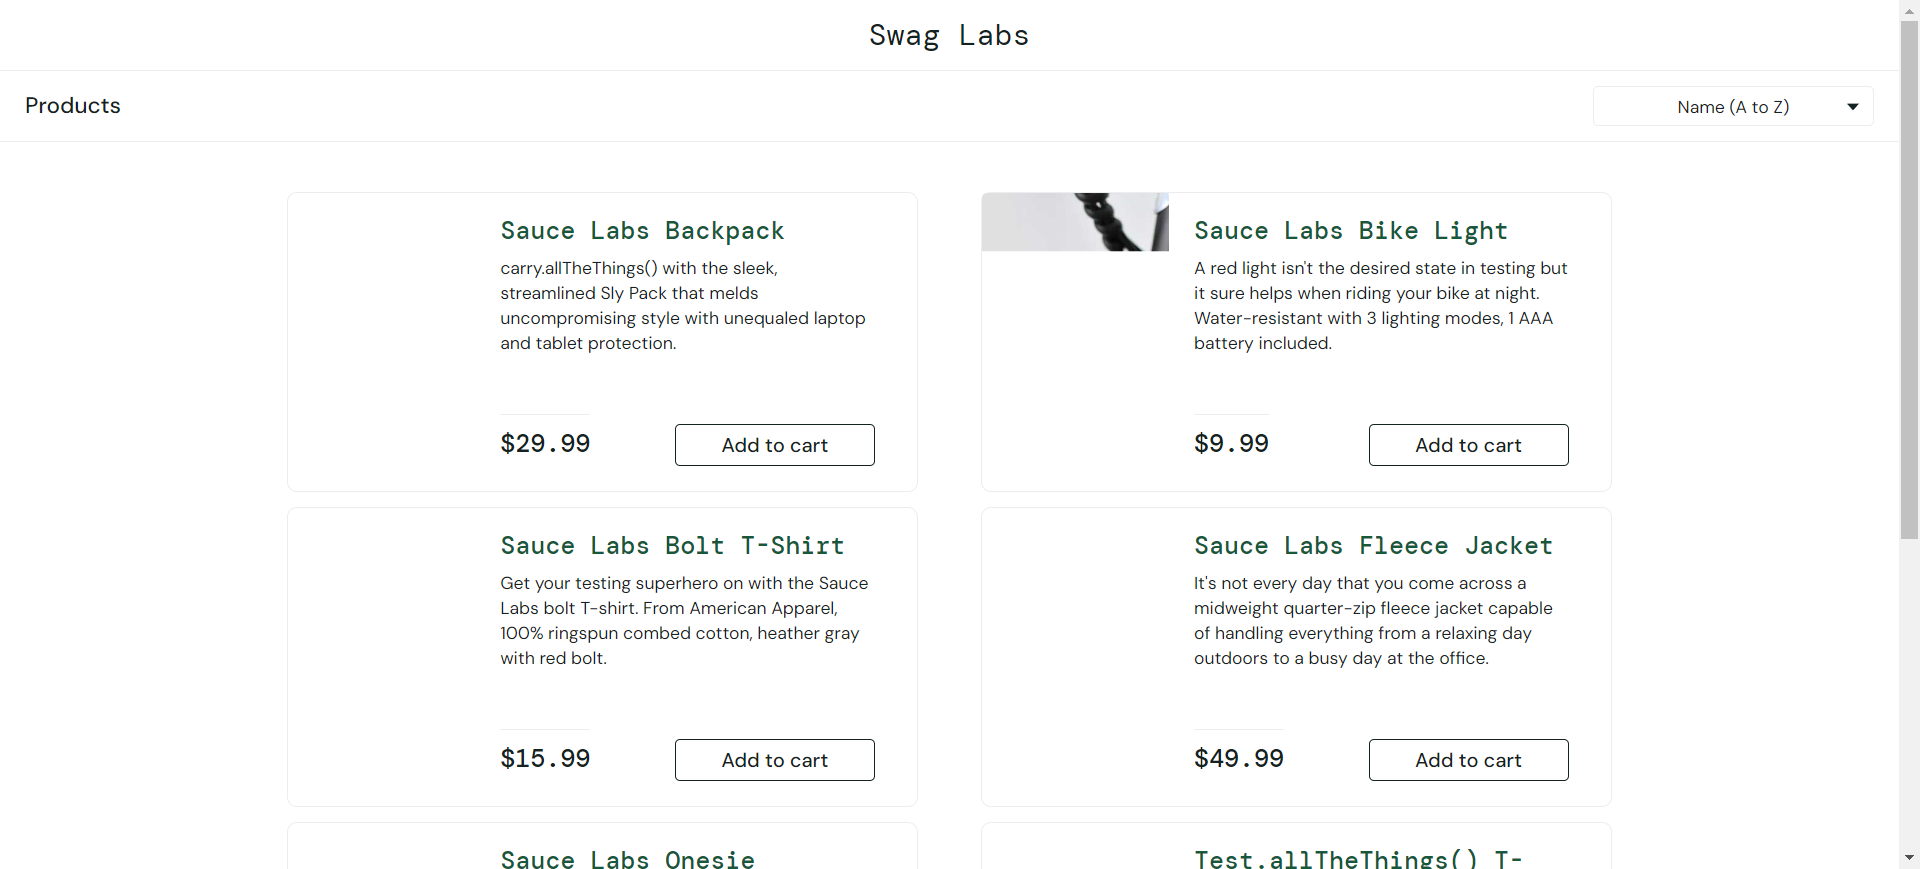 Swag Labs
Products
Name (A to Z)
Sauce Labs Backpack
carry.allTheThings() with the sleek,
streamlined Sly Pack that melds
uncompromising style with unequaled laptop
and tablet protection.
$29.99
Add to cart
Sauce Labs Bike Light
A red light isn't the desired state in testing but
it sure helps when riding your bike at night.
Water-resistant with 3 lighting modes, 1 AAA
battery included.
$9.99
Add to cart
Sauce Labs Bolt T-Shirt
Get your testing superhero on with the Sauce
Labs bolt T-shirt. From American Apparel,
100% ringspun combed cotton, heather gray
with red bolt.
$15.99
Add to cart
Sauce Labs Fleece Jacket
It's not every day that you come across a
midweight quarter-zip fleece jacket capable
of handling everything from a relaxing day
outdoors to a busy day at the office.
$49.99
Add to cart
Sauce Labs Onesie
Test.allTheThings() T-